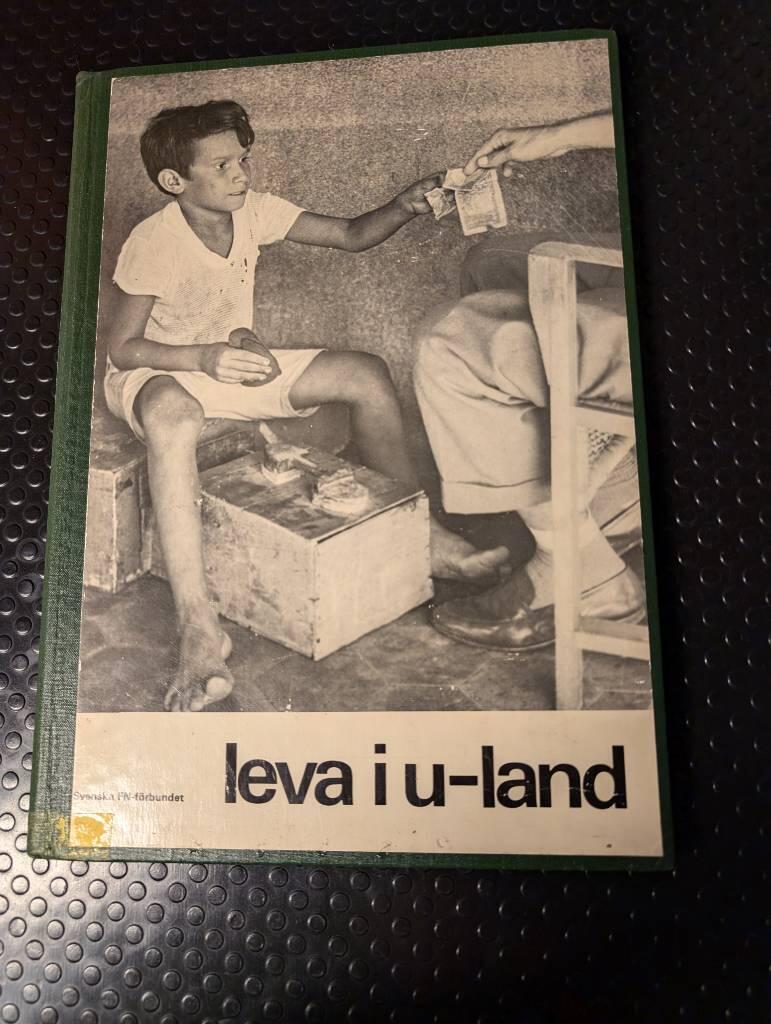 Svenska FN-förbundet
leva i u-land